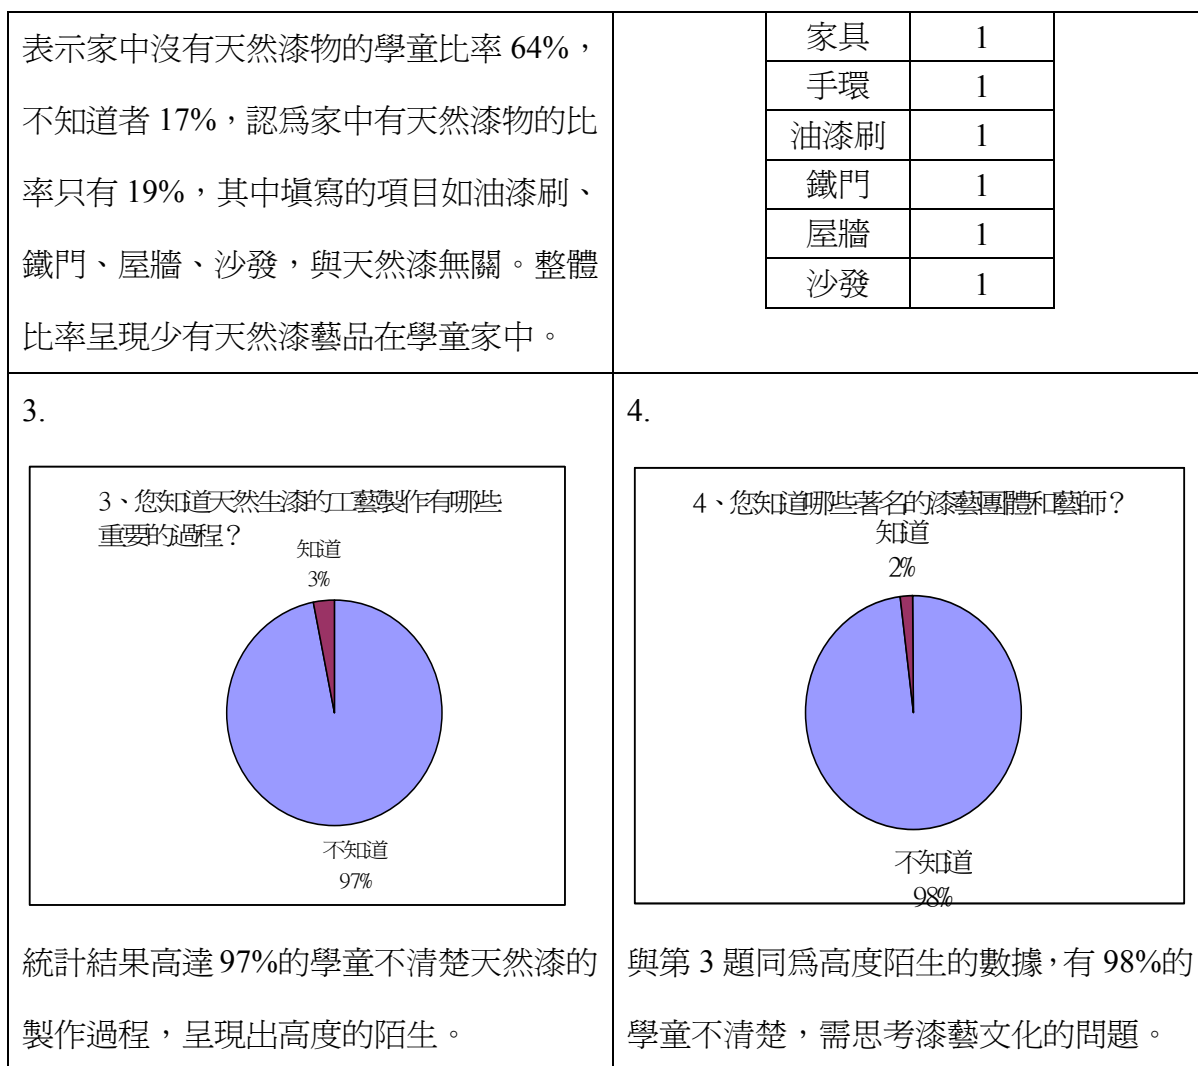 表示家中沒有天然漆物的學童比率 64%，
不知道者 17%，認爲家中有天然漆物的比
率只有 19%，其中填寫的項目如油漆刷、
鐵門、屋牆、沙發，與天然漆無關。整體
比率呈現少有天然漆藝品在學童家中。
家具 1
手環 1
油漆刷 1
鐵門 1
屋牆 1
沙發 1
3.
3、您知道天然生漆的工藝製作有哪些
重要的過程？
知道
3%
不知道
97%
統計結果高達 97%的學童不清楚天然漆的
製作過程，呈現出高度的陌生。
4.
4、您知道哪些著名的漆藝團體和藝師？
知道
2%
不知道
98%
與第 3 題同爲高度陌生的數據，有 98%的
學童不清楚，需思考漆藝文化的問題。